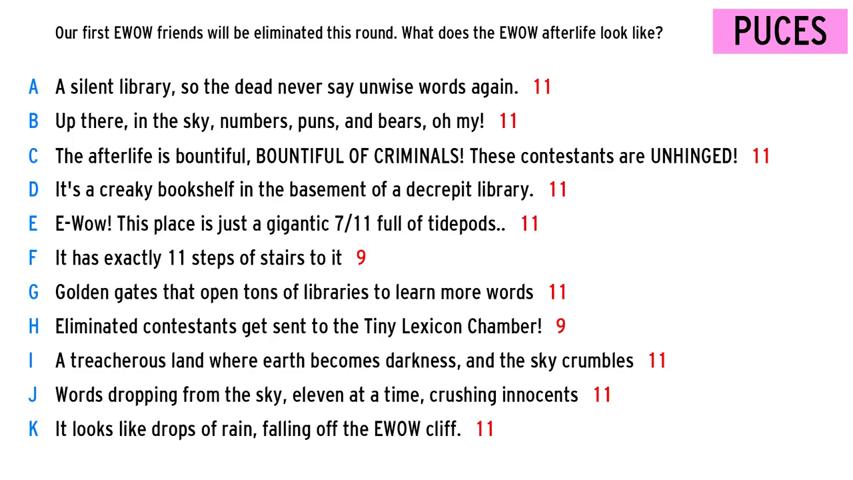 Our first EWOW friends will be eliminated this round. What does the EWOW afterlife look like?
PUCES
A A silent library, so the dead never say unwise words again. 11
B Up there, in the sky, numbers, puns, and bears, oh my! 11
C The afterlife is bountiful, BOUNTIFUL OF CRIMINALS! These contestants are UNHINGED! 11
D It's a creaky bookshelf in the basement of a decrepit library. 11
E E-Wow! This place is just a gigantic 7/11 full of tidepods.. 11
F It has exactly 11 steps of stairs to it 9
G Golden gates that open tons of libraries to learn more words 11
H Eliminated contestants get sent to the Tiny Lexicon Chamber! 9
I A treacherous land where earth becomes darkness, and the sky crumbles 11
J Words dropping from the sky, eleven at a time, crushing innocents 11
K It looks like drops of rain, falling off the EWOW cliff. 11